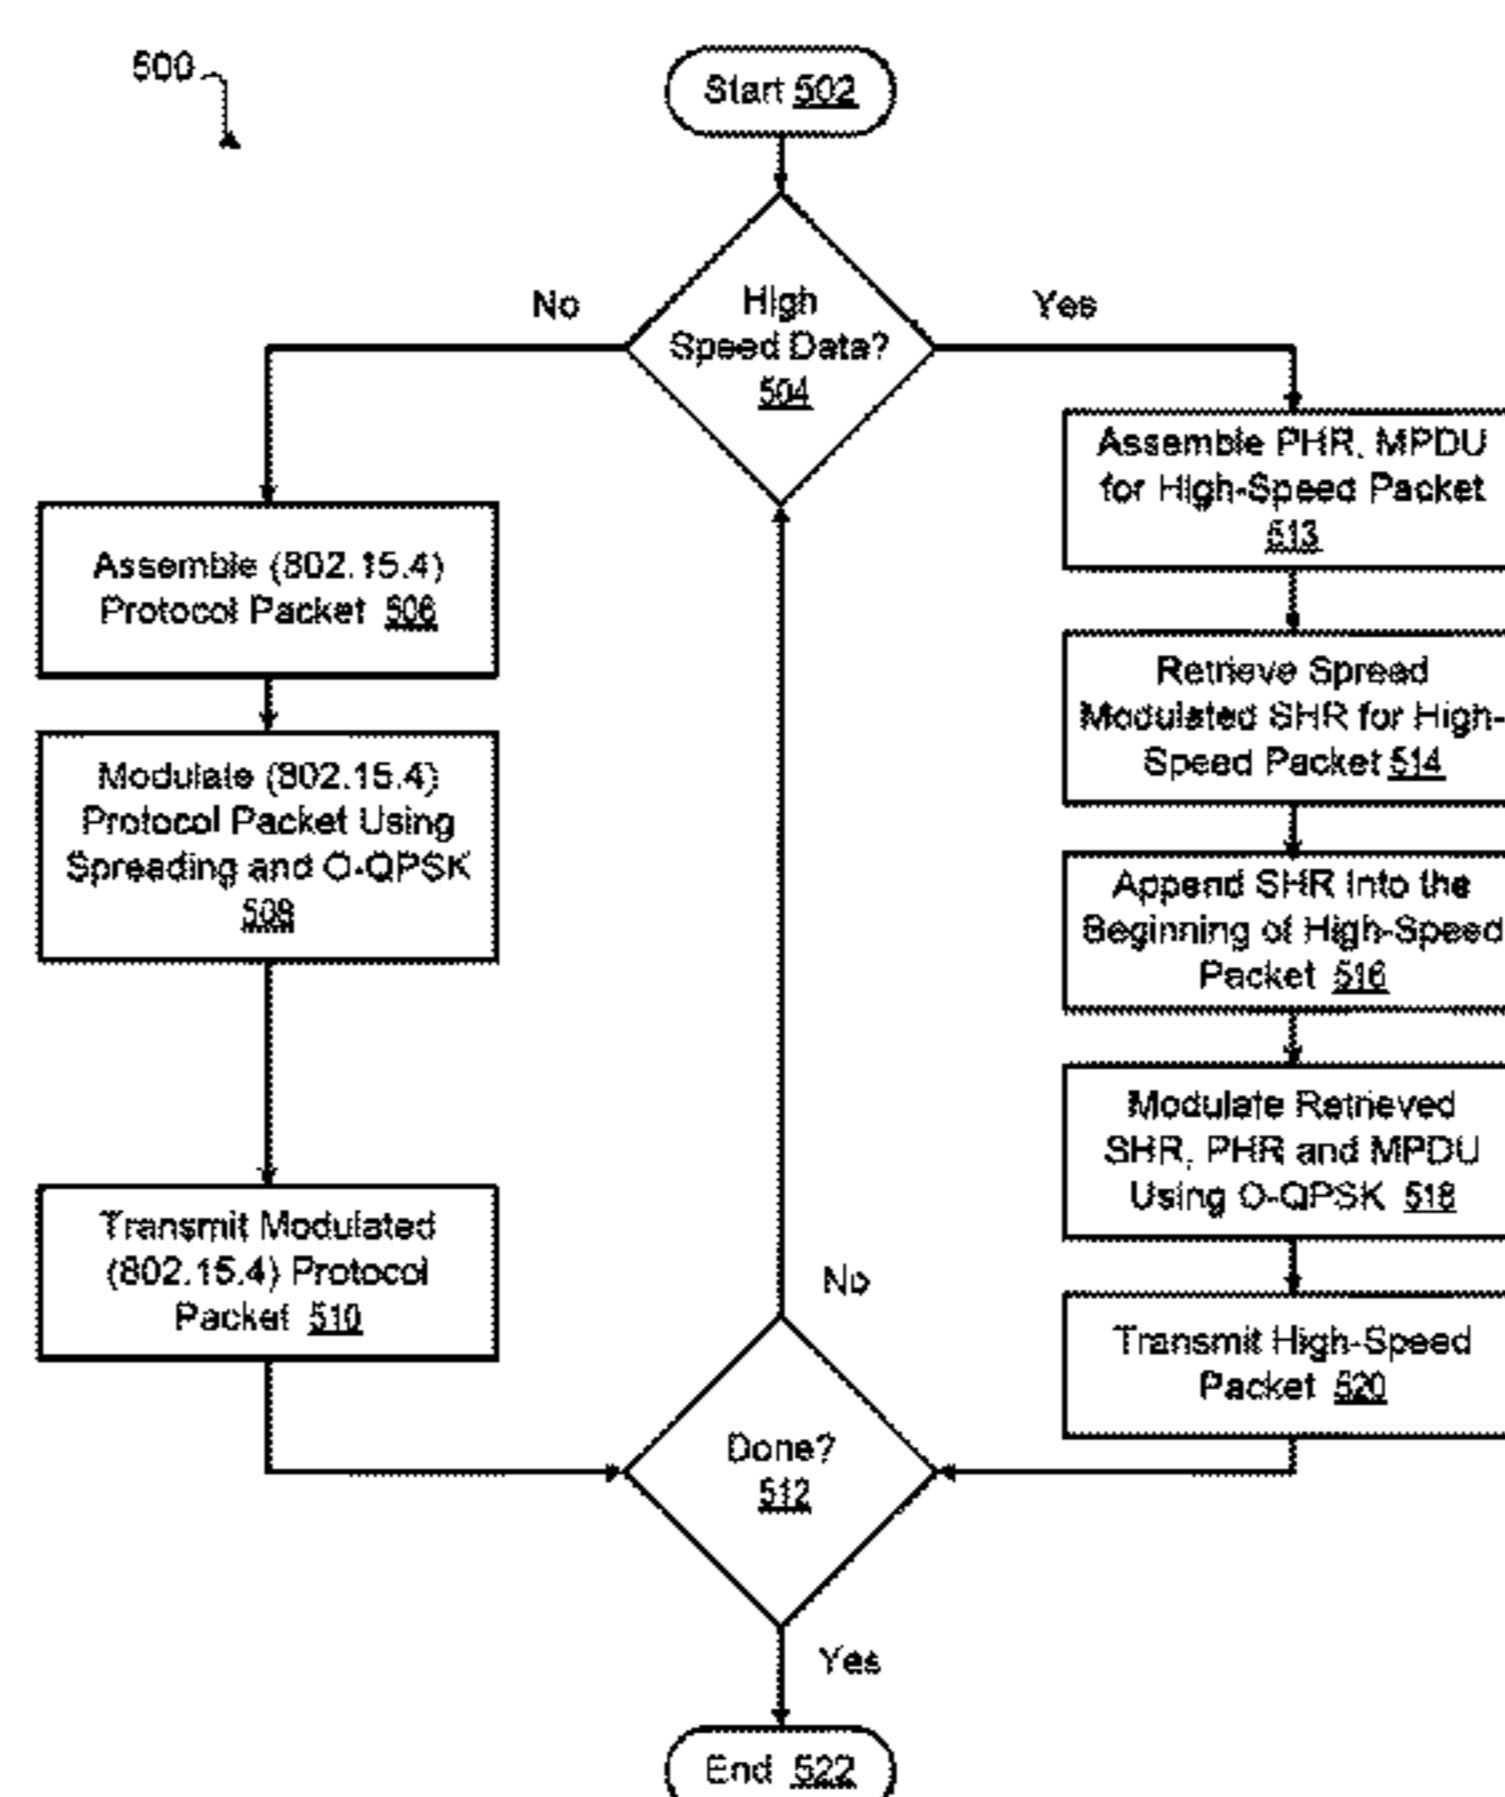 500
Start 502
High
Speed Data?
504
No
Yes
Assemble (802.15.4)
Protocol Packet 506
Modulate (802.15.4)
Protocol Packet Using
Spreading and O-QPSK
508
Transmit Modulated
(802.15.4) Protocol
Packet 510
Assemble PHR, MPDU
for High-Speed Packet
513
Retrieve Spread
Modulated SHR for High-
Speed Packet 514
Append SHR Into the
Beginning of High-Speed
Packet 516
Modulate Retrieved
SHR, PHR and MPDU
Using O-QPSK 518
Transmit High-Speed
Packet 520
No
Done?
512
Yes
End 522